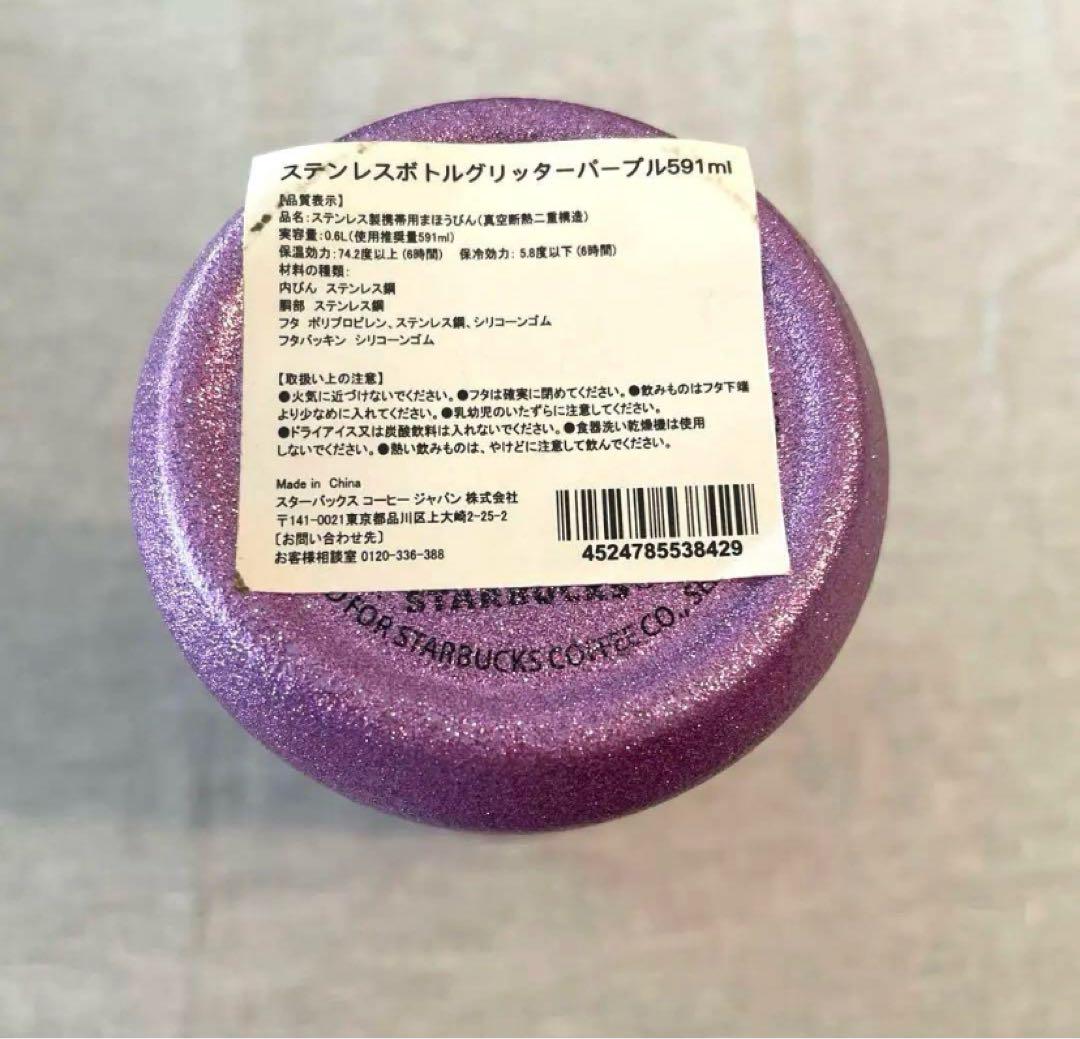 ステンレスボトルグリッターパープル591ml
【品質表示】
品名:ステンレス製携帯用まほうびん(真空断熱二重構造)
実容量:0.6L(使用推奨量591ml)
保温効力:74.2度以上(6時間) 保冷効力: 5.8度以下(6時間)
材料の種類:
内びん ステンレス鋼
胴部 ステンレス鋼
フタ ポリプロピレン、ステンレス鋼、シリコーンゴム
フタパッキン シリコーンゴム
【取扱い上の注意】
●火気に近づけないでください。●フタは確実に閉めてください。●飲みものはフタ下端
より少なめに入れてください。●乳幼児のいたずらに注意してください。
●ドライアイス又は炭酸飲料は入れないでください。●食器洗い乾燥機は使用
しないでください。●熱い飲みものは、やけどに注意して飲んでください。
Made in China
スターバックス コーヒー ジャパン 株式会社
〒141-0021東京都品川区上大崎2-25-2
[お問い合わせ先]
お客様相談室 0120-336-388
4524785538429
STARBUCKS
FOR STARBUCKS COFFEE CO.,